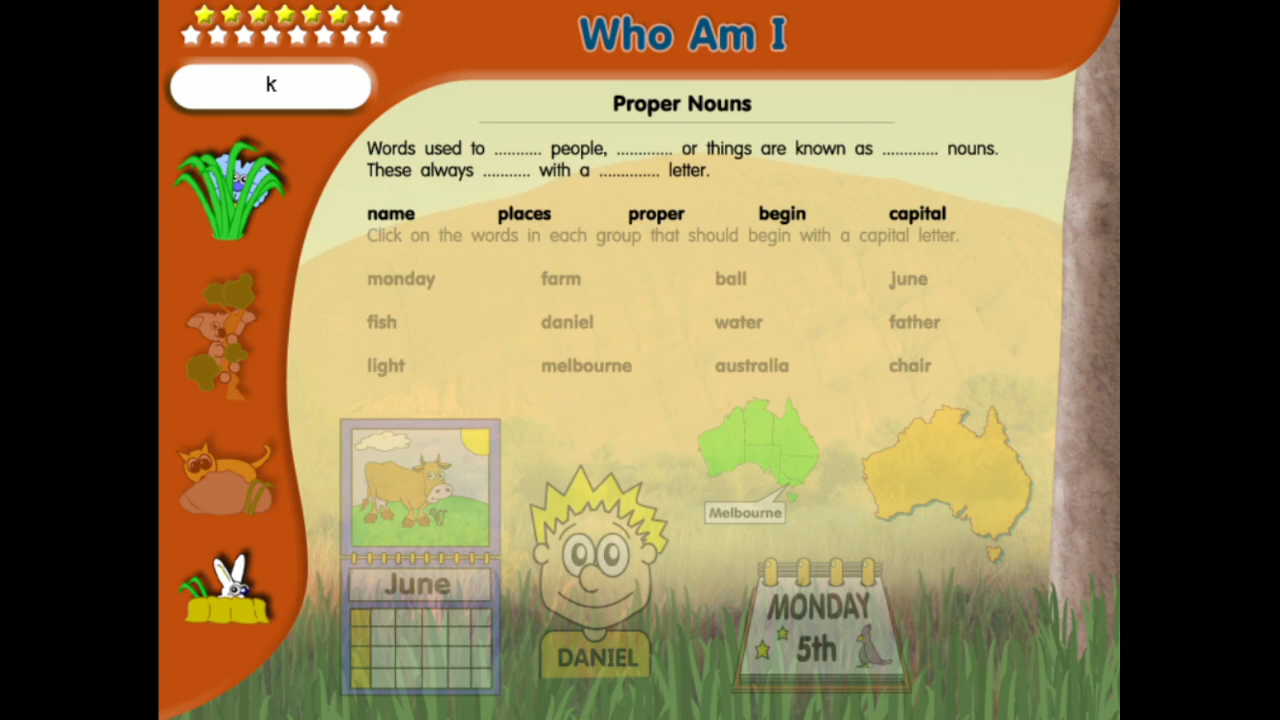 Who Am I
k
Proper Nouns
Words used to ........... people, ............. or things are known as ............. nouns.
These always ........... with a .............. letter.
name places proper begin capital
Click on the words in each group that should begin with a capital letter.
monday farm ball june
fish daniel water father
light melbourne australia chair
Melbourne
June
MONDAY
5th
DANIEL